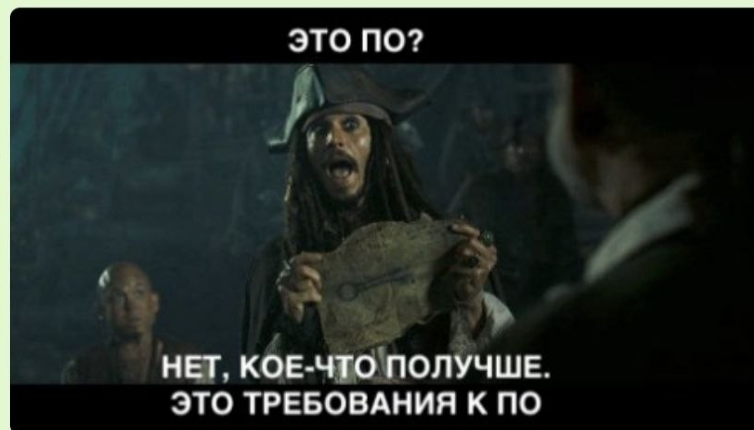 ЭТО ПО?
НЕТ, КОЕ-ЧТО ПОЛУЧШЕ.
ЭТО ТРЕБОВАНИЯ К ПО